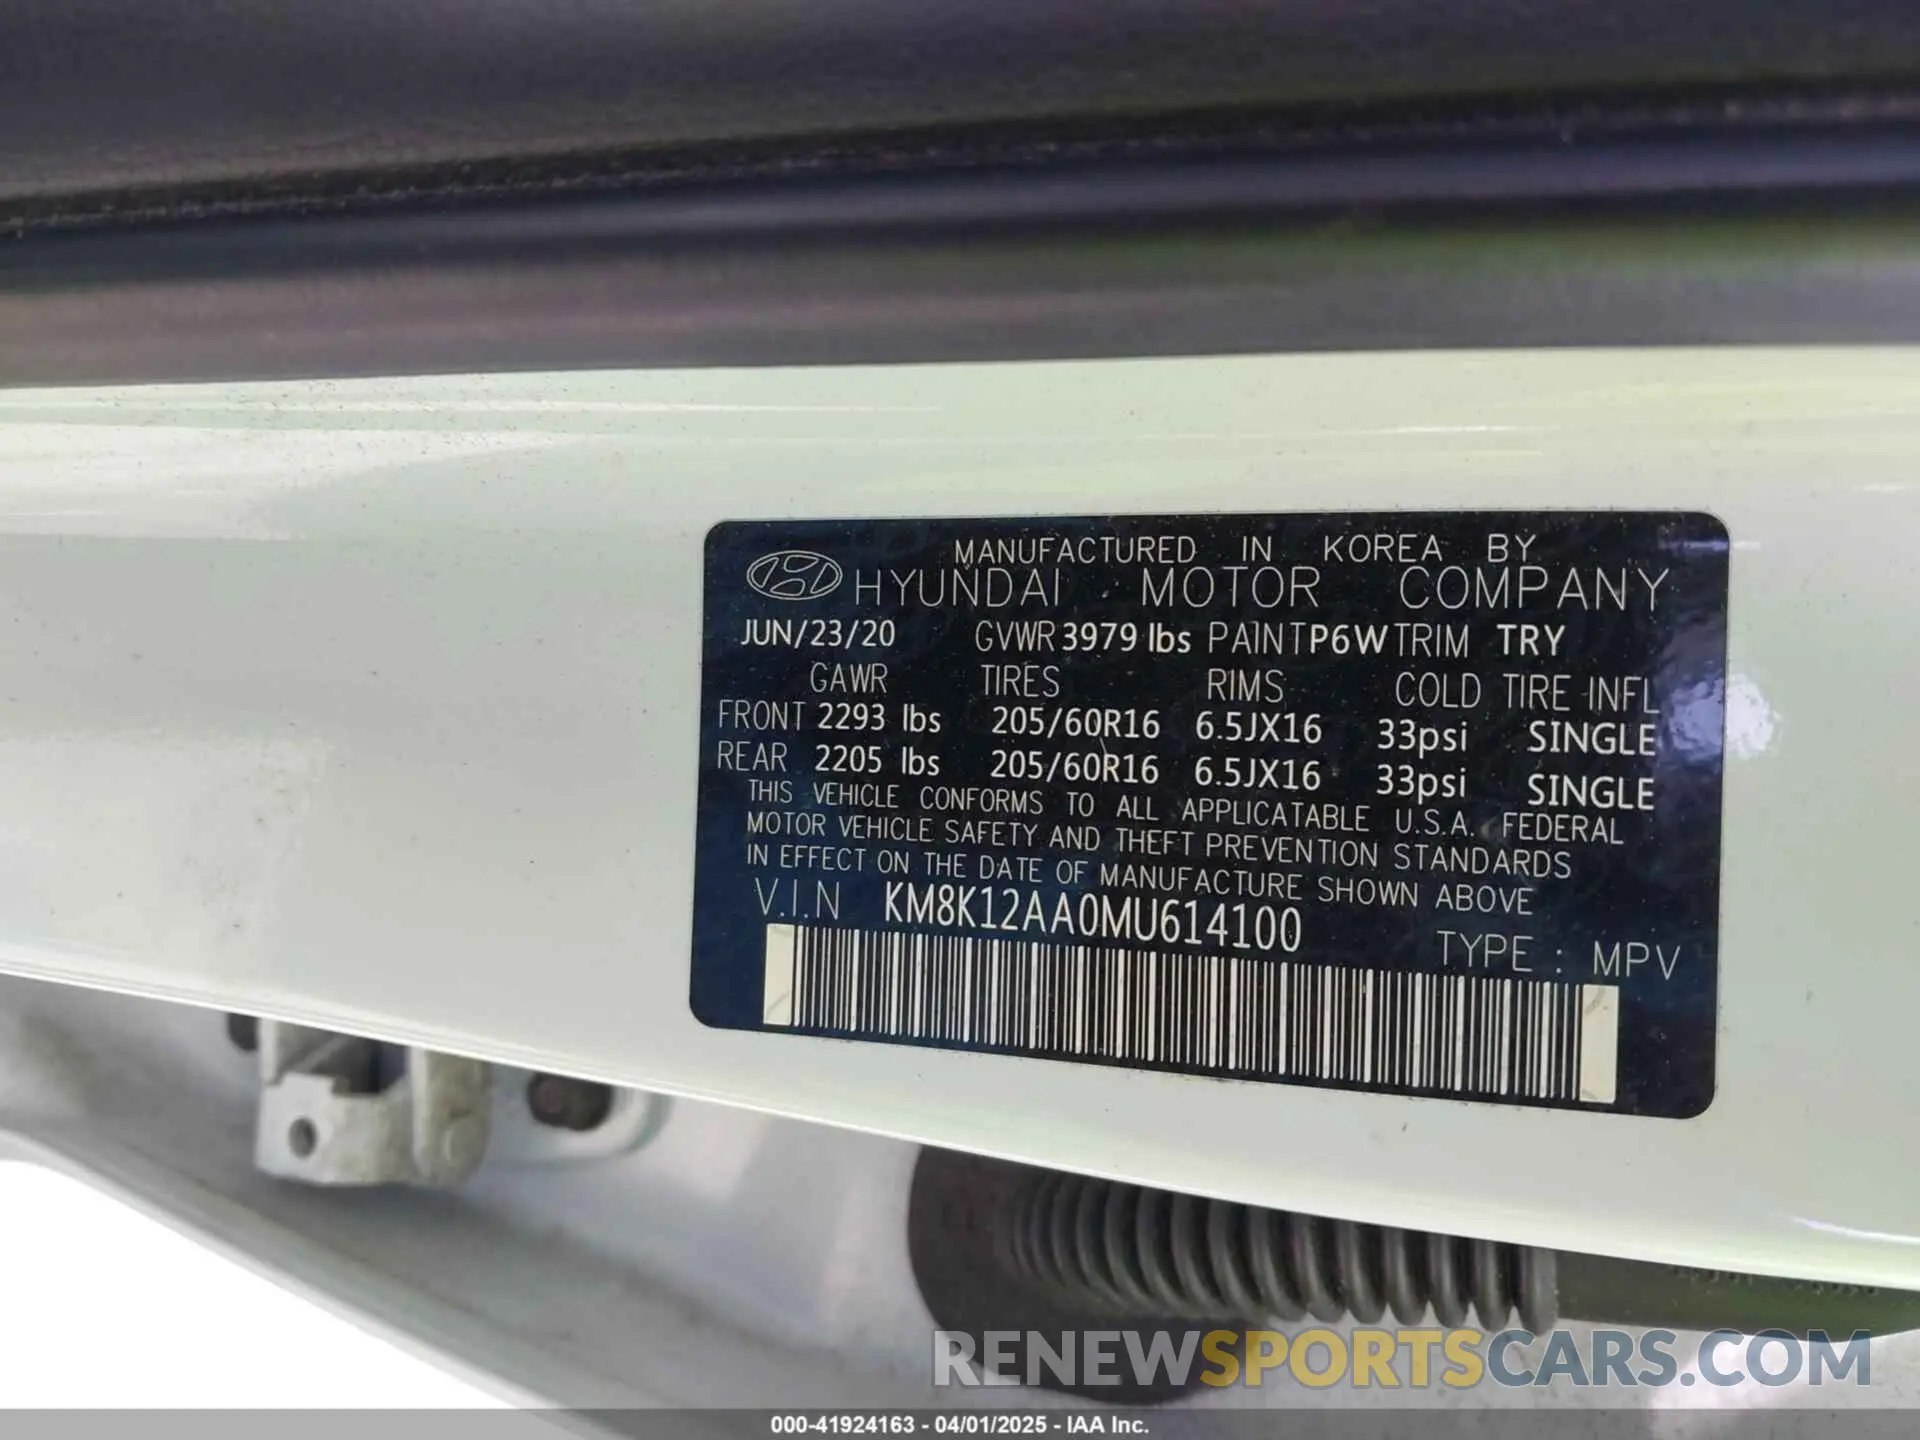 MANUFACTURED IN KOREA BY
HYUNDAI MOTOR COMPANY
JUN/23/20 GVWR 3979 lbs PAINT P6W TRIM TRY
GAWR TIRES RIMS COLD TIRE INFL
FRONT 2293 lbs 205/60R16 6.5JX16 33psi SINGLE
REAR 2205 lbs 205/60R16 6.5JX16 33psi SINGLE
THIS VEHICLE CONFORMS TO ALL APPLICATABLE U.S.A. FEDERAL
MOTOR VEHICLE SAFETY AND THEFT PREVENTION STANDARDS
IN EFFECT ON THE DATE OF MANUFACTURE SHOWN ABOVE
V.I.N KM8K12AA0MU614100
TYPE : MPV
RENEWSPORTSCARS.COM
000-41924163 - 04/01/2025 - IAA Inc.